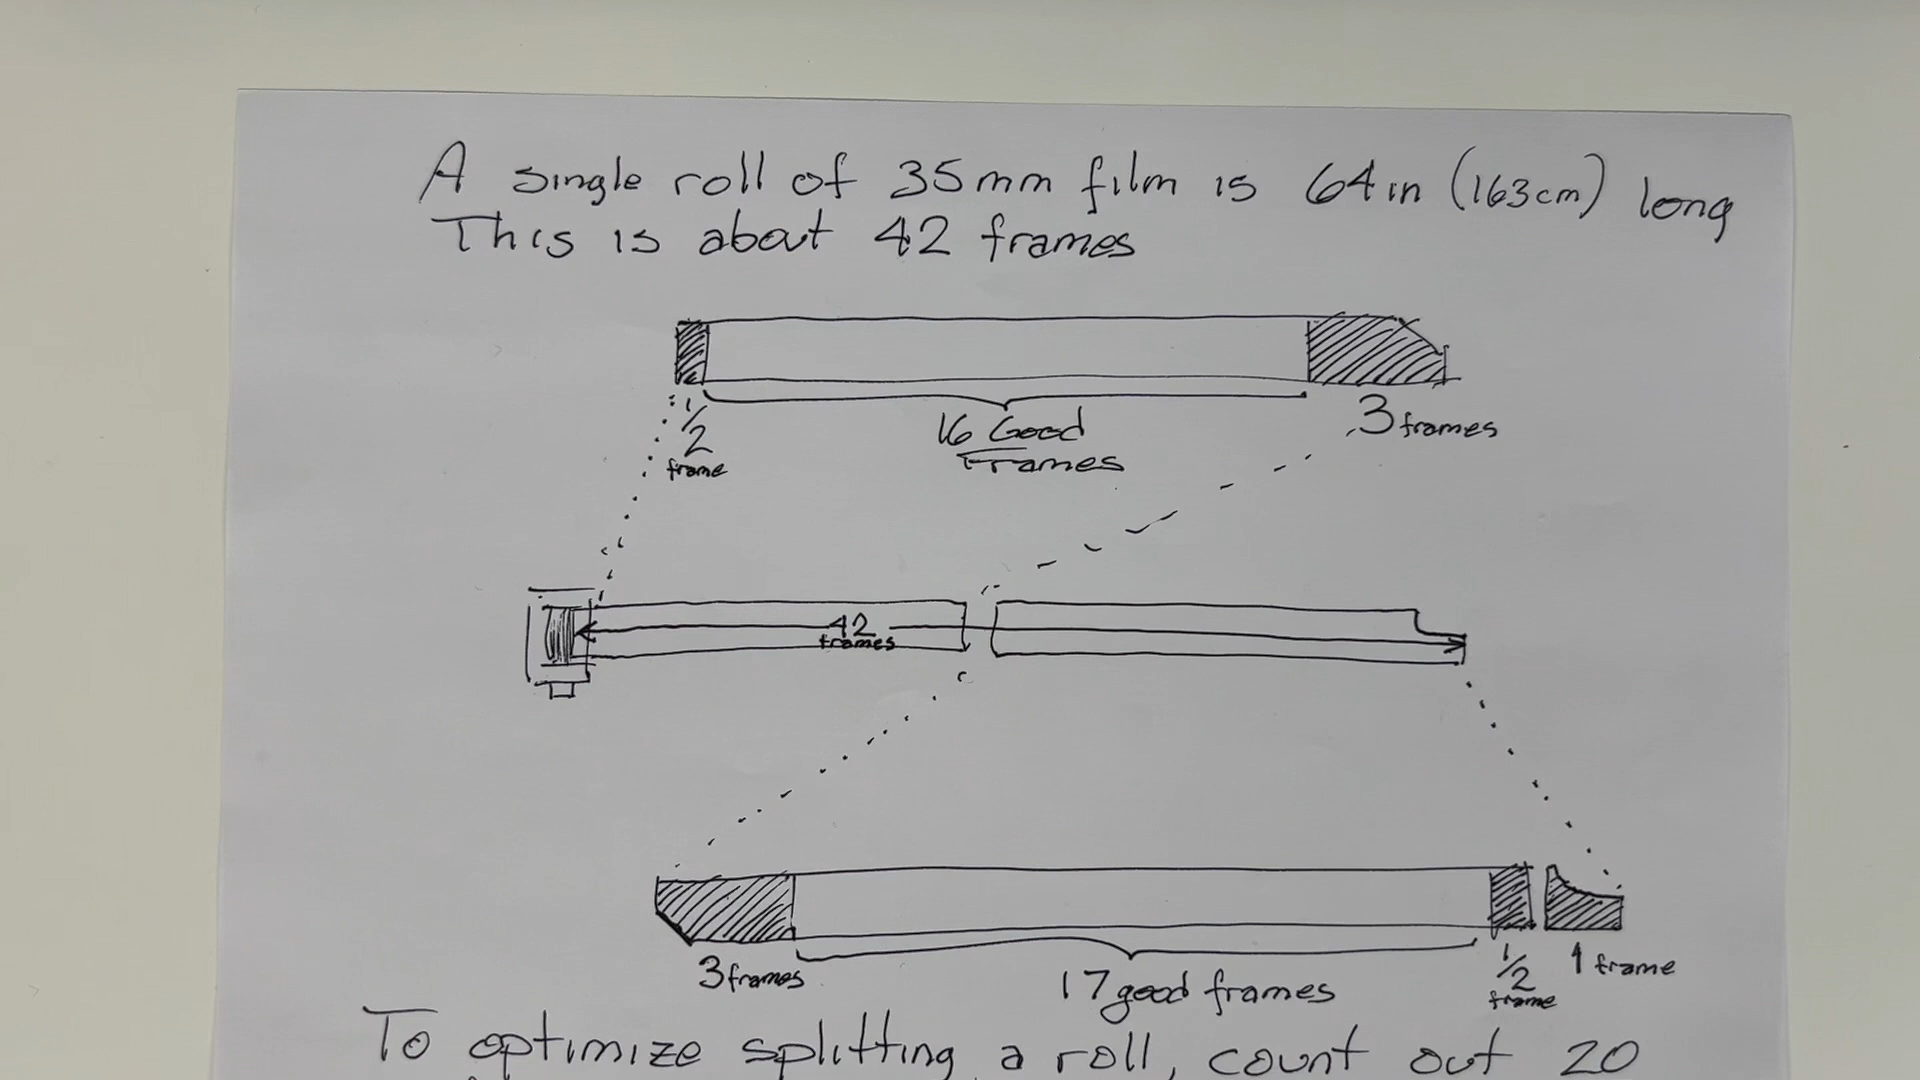 A single roll of 35mm film is 64in (163cm) long
This is about 42 frames
1/2
frame
16 Good
Frames
3 frames
42
frames
3 frames
17 good frames
1/2
frame
1 frame
To optimize splitting a roll, count out 20